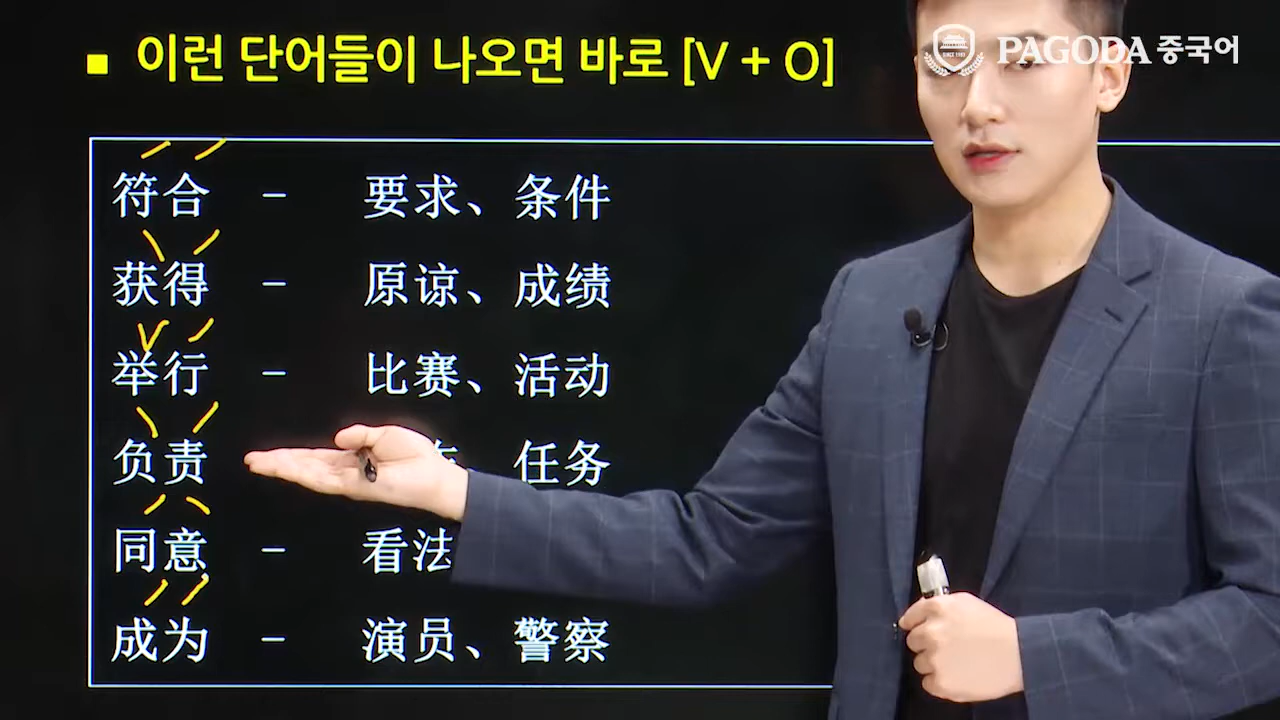 ■ 이런 단어들이 나오면 바로 [V + O]
PAGODA 중국어
SINCE 1981
符合 – 要求、条件
获得 – 原谅、成绩
举行 – 比赛、活动
负责 任务
同意 – 看法
成为 – 演员、警察